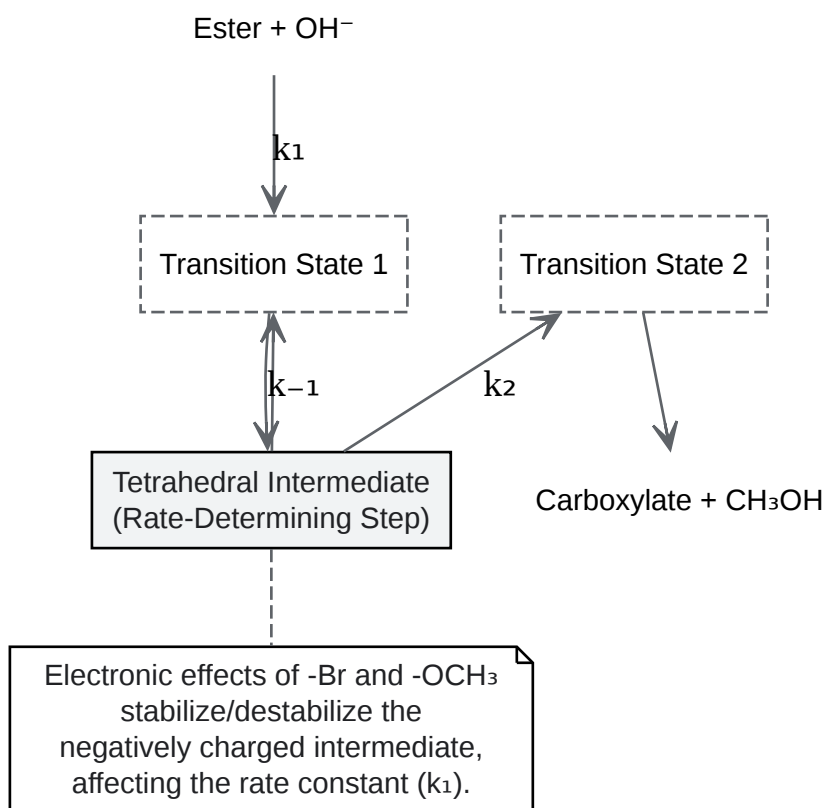 Ester + OH⁻
k₁
Transition State 1
Transition State 2
k₋₁
k₂
Tetrahedral Intermediate
(Rate-Determining Step)
Carboxylate + CH₃OH
Electronic effects of -Br and -OCH₃
stabilize/destabilize the
negatively charged intermediate,
affecting the rate constant (k₁).